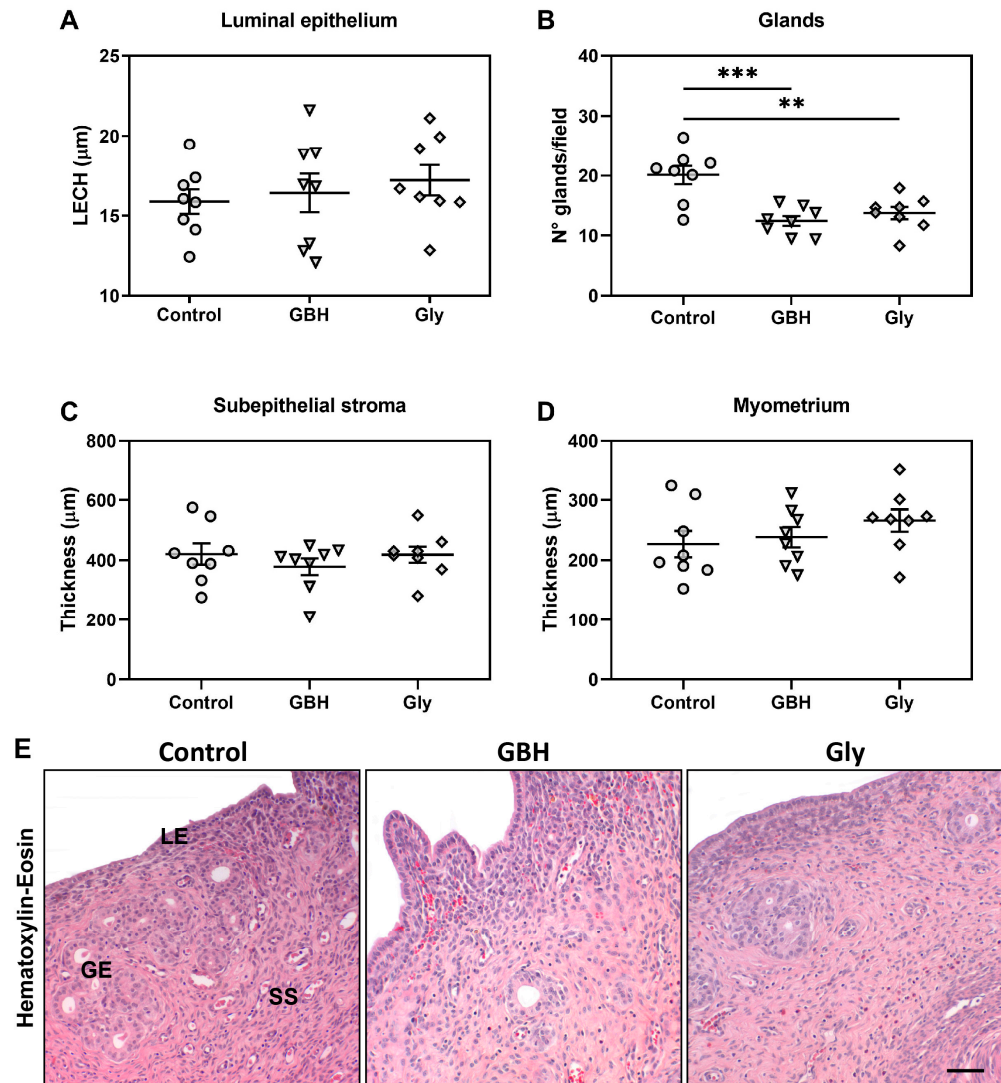 A Luminal epithelium
LECH (μm)
25
20
15
10
Control GBH Gly
B Glands
N° glands/field
40
30
20
10
0
***
**
Control GBH Gly
C Subepithelial stroma
Thickness (μm)
800
600
400
200
0
Control GBH Gly
D Myometrium
Thickness (μm)
400
300
200
100
0
Control GBH Gly
E Control GBH Gly
Hematoxylin-Eosin
LE
GE
SS